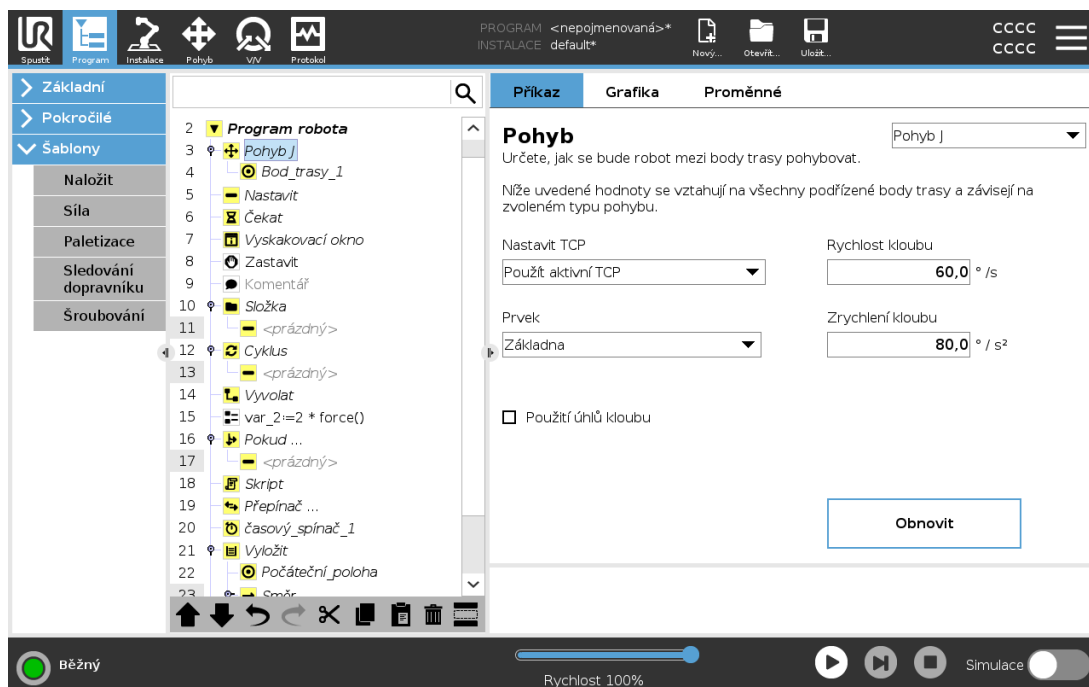 PROGRAM <nepojmenovaná>*
INSTALACE default*
Spustit
Program
Instalace
Pohyb
V/V
Protokol
Nový...
Otevřít...
Uložit...
CCCC
CCCC
Základní
Pokročilé
Šablony
Naložit
Síla
Paletizace
Sledování
dopravníku
Šroubování
2 Program robota
3 Pohyb J
4 Bod_trasy_1
5 Nastavit
6 Čekat
7 Vyskakovací okno
8 Zastavit
9 Komentář
10 Složka
11 <prázdný>
12 Cyklus
13 <prázdný>
14 Vyvolat
15 var_2:=2 * force()
16 Pokud ...
17 <prázdný>
18 Skript
19 Přepínač ...
20 časový_spínač_1
21 Vyložit
22 Počáteční_poloha
23 Směr
Příkaz
Grafika
Proměnné
Pohyb
Pohyb J
Určete, jak se bude robot mezi body trasy pohybovat.
Níže uvedené hodnoty se vztahují na všechny podřízené body trasy a závisejí na
zvoleném typu pohybu.
Nastavit TCP
Rychlost kloubu
Použít aktivní TCP
60,0 ° /s
Prvek
Zrychlení kloubu
Základna
80,0 ° / s²
Použití úhlů kloubu
Obnovit
Běžný
Rychlost 100%
Simulace